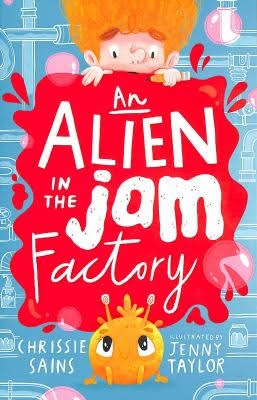 An
ALIEN
IN THE jam
Factory
CHRISSIE SAINS
ILLUSTRATED BY JENNY TAYLOR